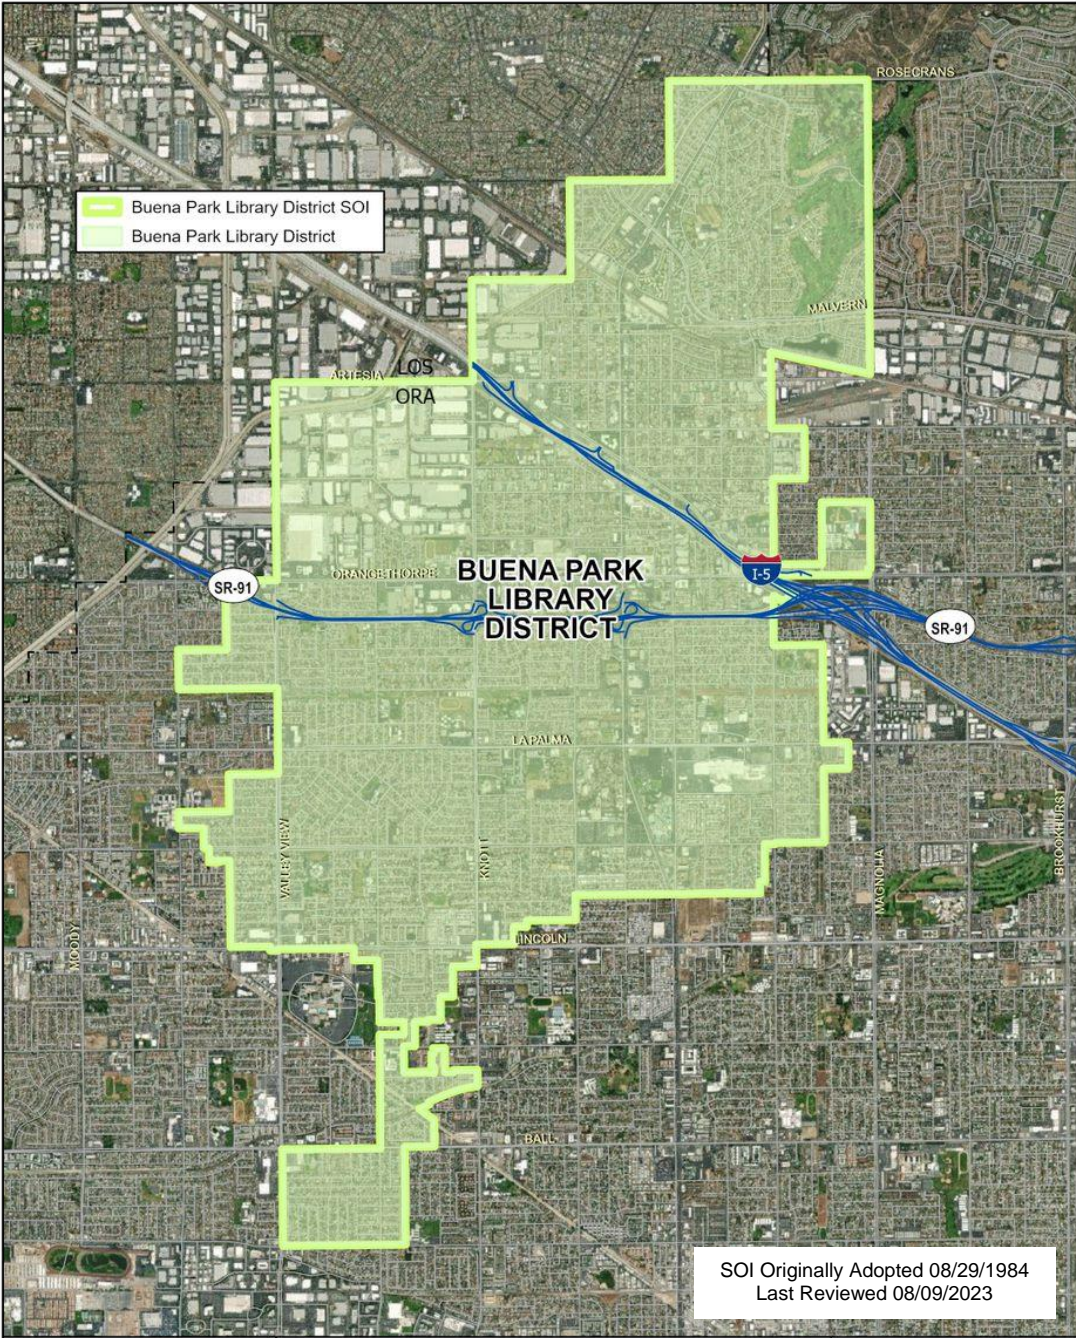 ROSECRANS
Buena Park Library District SOI
Buena Park Library District
MALVERN
ARTESIA
LOS
ORA
ORANGETHORPE
BUENA PARK
LIBRARY
DISTRICT
I-5
SR-91
SR-91
LA PALMA
VALLEY VIEW
KNOTT
MAGNOLIA
BROOKHURST
MOODY
LINCOLN
BALL
SOI Originally Adopted 08/29/1984
Last Reviewed 08/09/2023